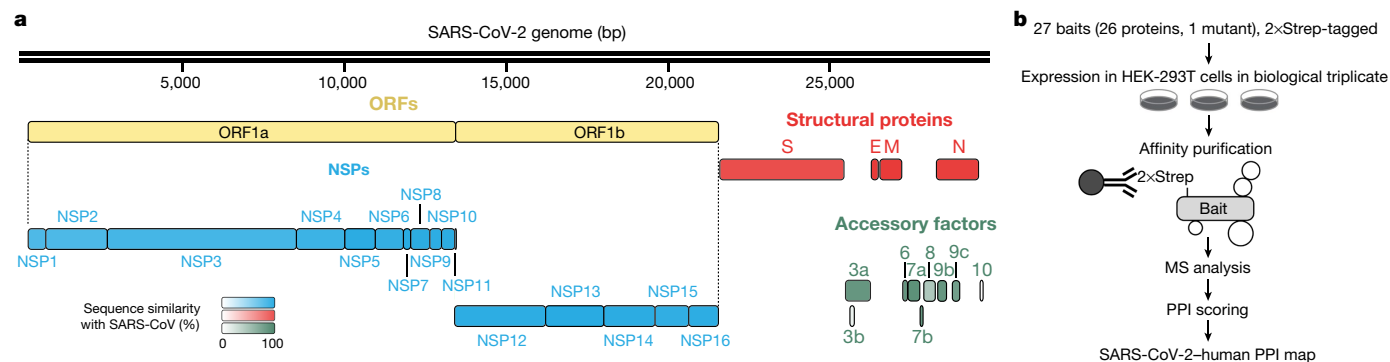 a
SARS-CoV-2 genome (bp)
5,000 10,000 15,000 20,000 25,000
ORFs
ORF1a ORF1b
NSPs
NSP8
NSP2 NSP4 NSP6 NSP10
NSP1 NSP3 NSP5 NSP9
NSP7 NSP11
NSP13 NSP15
NSP12 NSP14 NSP16
Sequence similarity
with SARS-CoV (%)
0 100
Structural proteins
S E M N
Accessory factors
6 8 9c
3a 7a 9b 10
3b 7b
b
27 baits (26 proteins, 1 mutant), 2×Strep-tagged
Expression in HEK-293T cells in biological triplicate
Affinity purification
2×Strep
Bait
MS analysis
PPI scoring
SARS-CoV-2–human PPI map